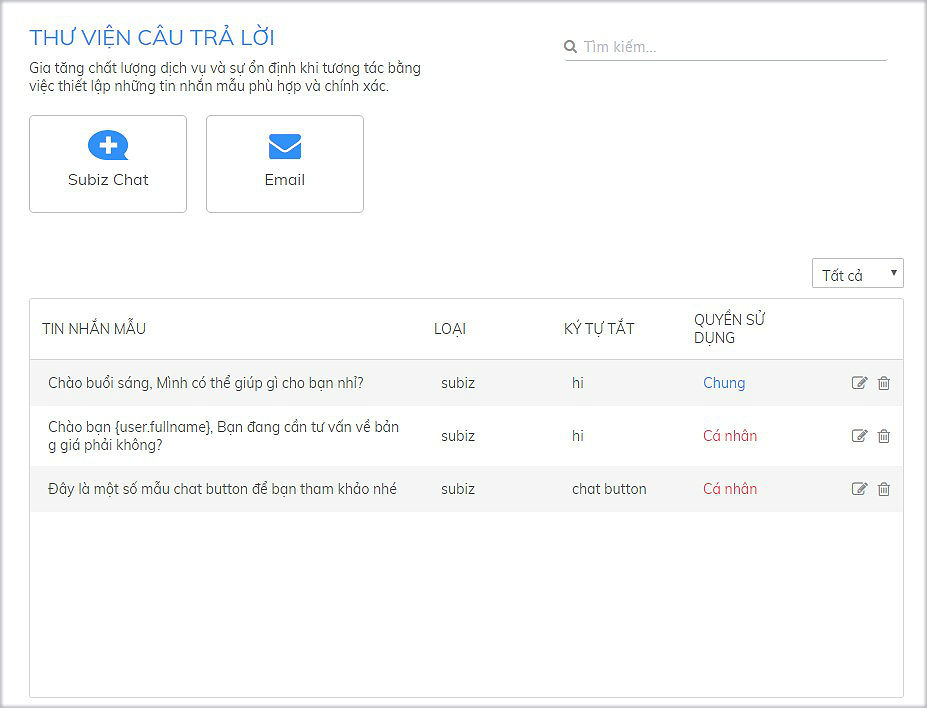 THƯ VIỆN CÂU TRẢ LỜI
Tìm kiếm...
Gia tăng chất lượng dịch vụ và sự ổn định khi tương tác bằng
việc thiết lập những tin nhắn mẫu phù hợp và chính xác.
Subiz Chat
Email
Tất cả
TIN NHẮN MẪU
LOẠI
KÝ TỰ TẮT
QUYỀN SỬ
DỤNG
Chào buổi sáng, Mình có thể giúp gì cho bạn nhỉ?
subiz
hi
Chung
Chào bạn {user.fullname}, Bạn đang cần tư vấn về bản
g giá phải không?
subiz
hi
Cá nhân
Đây là một số mẫu chat button để bạn tham khảo nhé
subiz
chat button
Cá nhân